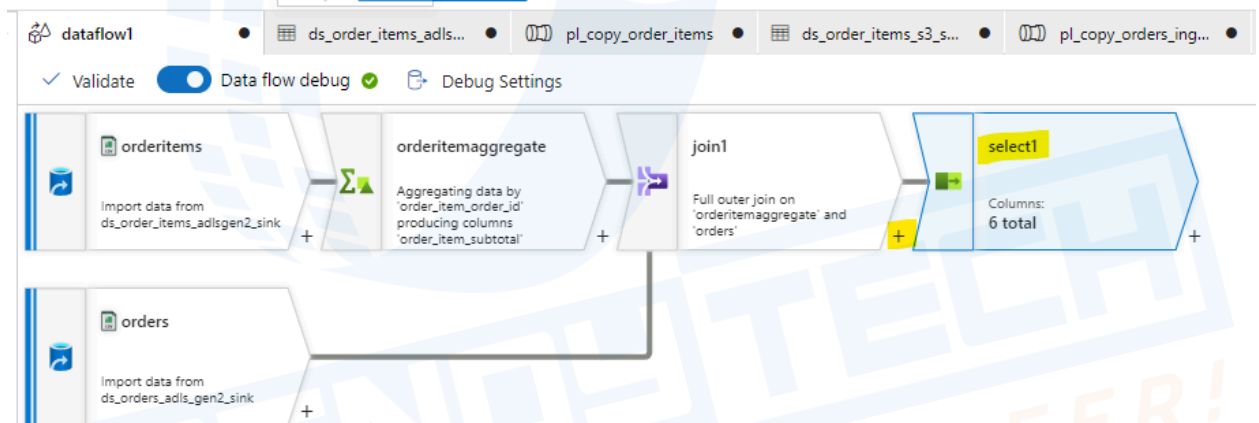 dataflow1
ds_order_items_adls...
pl_copy_order_items
ds_order_items_s3_s...
pl_copy_orders_ing...
Validate
Data flow debug
Debug Settings
orderitems
Import data from
ds_order_items_adlsgen2_sink
+
orderitemaggregate
Aggregating data by
'order_item_order_id'
producing columns
'order_item_subtotal'
+
join1
Full outer join on
'orderitemaggregate' and
'orders'
+
select1
Columns:
6 total
+
orders
Import data from
ds_orders_adls_gen2_sink
+